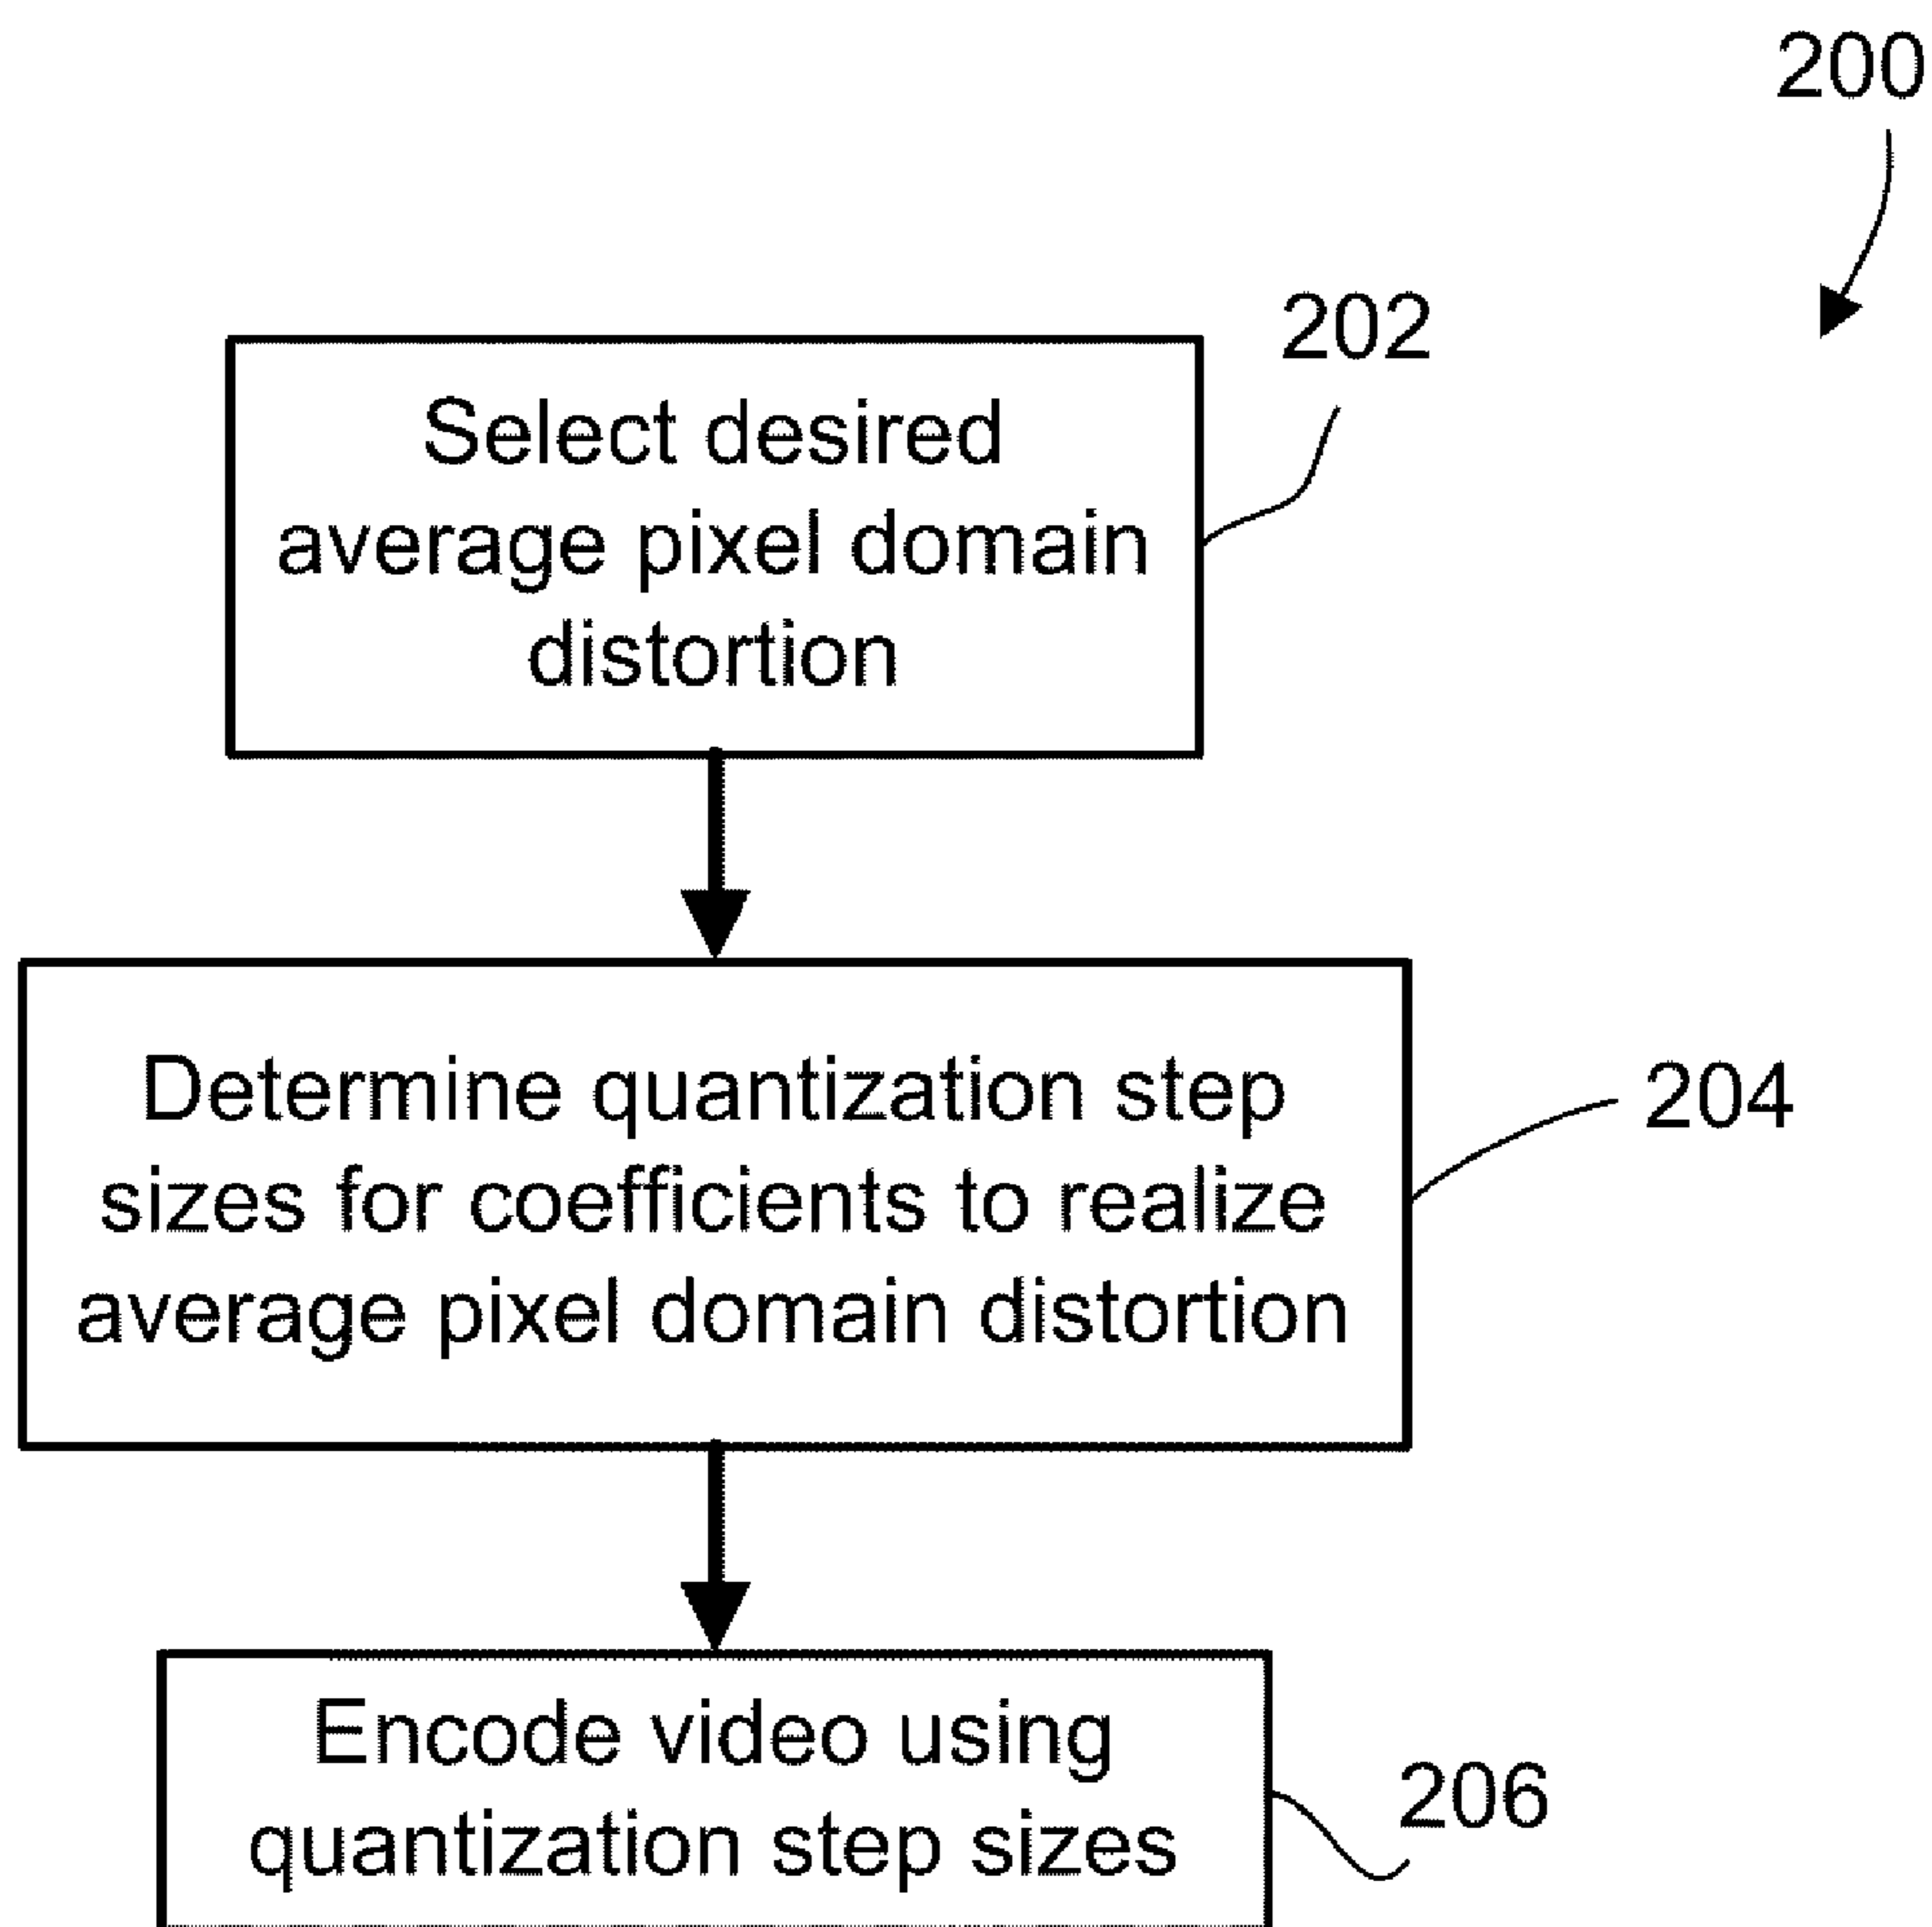 200
202
Select desired
average pixel domain
distortion
Determine quantization step
sizes for coefficients to realize
average pixel domain distortion
204
Encode video using
quantization step sizes
206